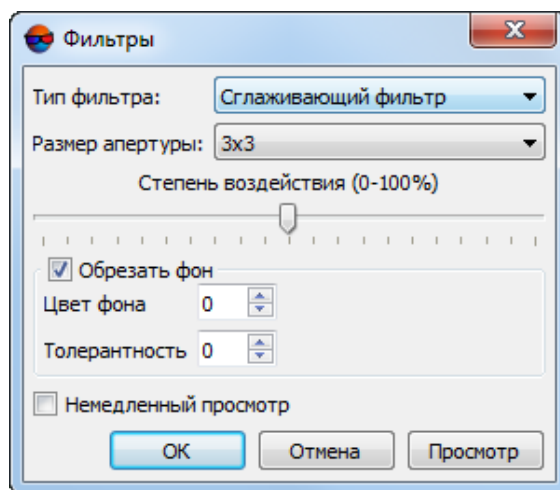 Фильтры
Тип фильтра: Сглаживающий фильтр
Размер апертуры: 3x3
Степень воздействия (0-100%)
Обрезать фон
Цвет фона 0
Толерантность 0
Немедленный просмотр
OK Отмена Просмотр